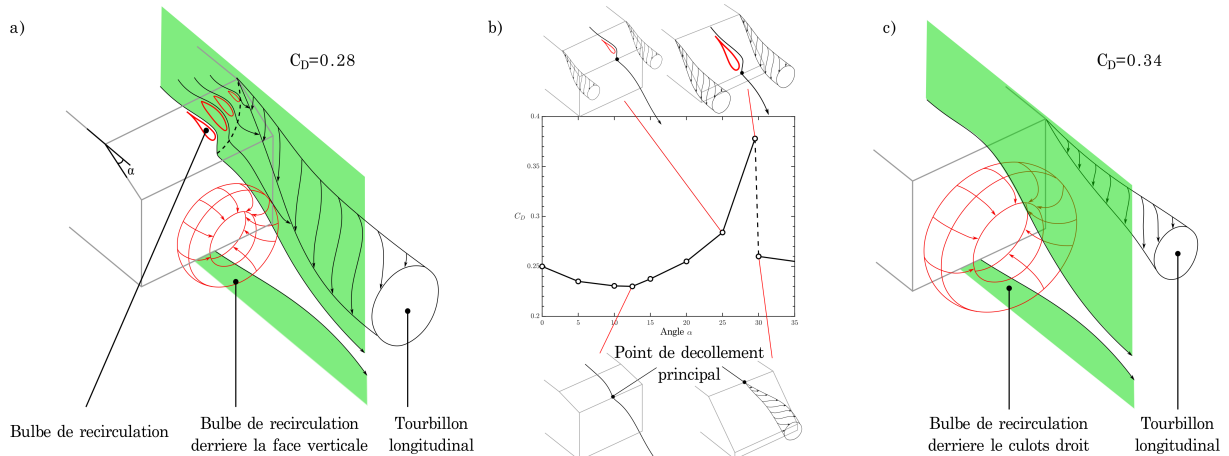 a)
C_D=0.28
α
Bulbe de recirculation
Bulbe de recirculation
derriere la face verticale
Tourbillon
longitudinal
b)
0.4
0.35
0.3
C_D
0.25
0.2
0 5 10 15 20 25 30 35
Angle α
Point de decollement
principal
c)
C_D=0.34
Bulbe de recirculation
derriere le culots droit
Tourbillon
longitudinal